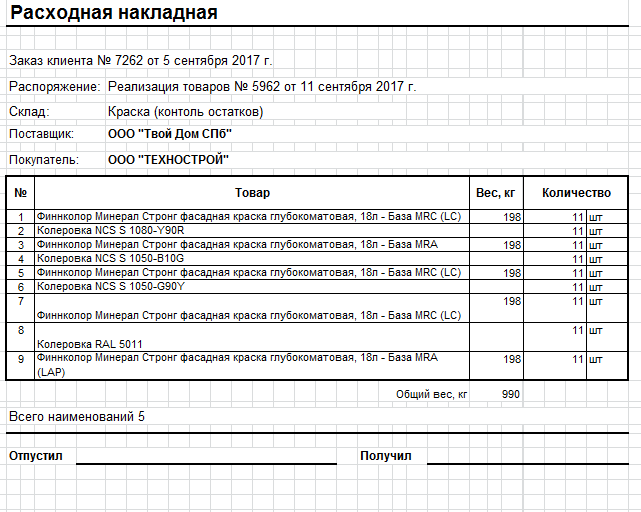 Расходная накладная
Заказ клиента № 7262 от 5 сентября 2017 г.
Распоряжение: Реализация товаров № 5962 от 11 сентября 2017 г.
Склад: Краска (контоль остатков)
Поставщик: ООО "Твой Дом СПб"
Покупатель: ООО "ТЕХНОСТРОЙ"
№ Товар Вес, кг Количество
1 Финнколор Минерал Стронг фасадная краска глубокоматовая, 18л - База MRC (LC) 198 11 шт
2 Колеровка NCS S 1080-Y90R 11 шт
3 Финнколор Минерал Стронг фасадная краска глубокоматовая, 18л - База MRA 198 11 шт
4 Колеровка NCS S 1050-B10G 11 шт
5 Финнколор Минерал Стронг фасадная краска глубокоматовая, 18л - База MRC (LC) 198 11 шт
6 Колеровка NCS S 1050-G90Y 11 шт
7 198 11 шт
Финнколор Минерал Стронг фасадная краска глубокоматовая, 18л - База MRC (LC)
8 11 шт
Колеровка RAL 5011
9 Финнколор Минерал Стронг фасадная краска глубокоматовая, 18л - База MRA 198 11 шт
(LAP)
Общий вес, кг 990
Всего наименований 5
Отпустил Получил